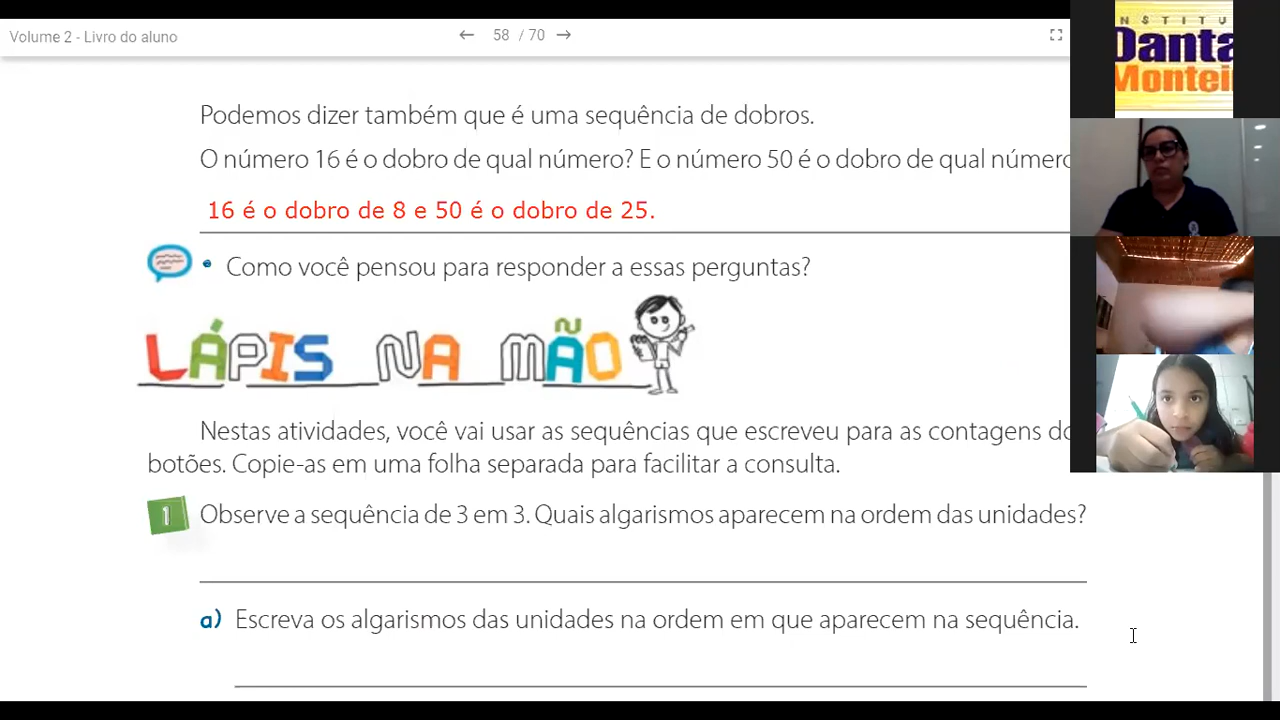 Volume 2 - Livro do aluno
58 / 70
INSTITU
Danta
Monteir
Podemos dizer também que é uma sequência de dobros.
O número 16 é o dobro de qual número? E o número 50 é o dobro de qual número
16 é o dobro de 8 e 50 é o dobro de 25.
• Como você pensou para responder a essas perguntas?
LÁPIS NA MÃO
Nestas atividades, você vai usar as sequências que escreveu para as contagens do
botões. Copie-as em uma folha separada para facilitar a consulta.
1 Observe a sequência de 3 em 3. Quais algarismos aparecem na ordem das unidades?
a) Escreva os algarismos das unidades na ordem em que aparecem na sequência.